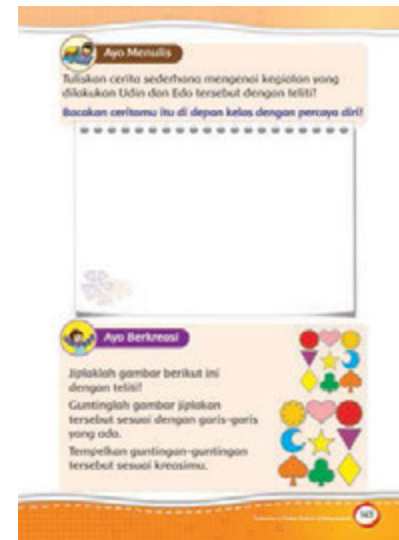 Ayo Menulis
Tuliskan cerita sederhana mengenai kegiatan yang
dilakukan Udin dan Edo tersebut dengan teliti!
Bacakan ceritamu itu di depan kelas dengan percaya diri!
Ayo Berkreasi
Jiplaklah gambar berikut ini
dengan teliti!
Guntinglah gambar jiplakan
tersebut sesuai dengan garis-garis
yang ada.
Tempelkan guntingan-guntingan
tersebut sesuai kreasimu.